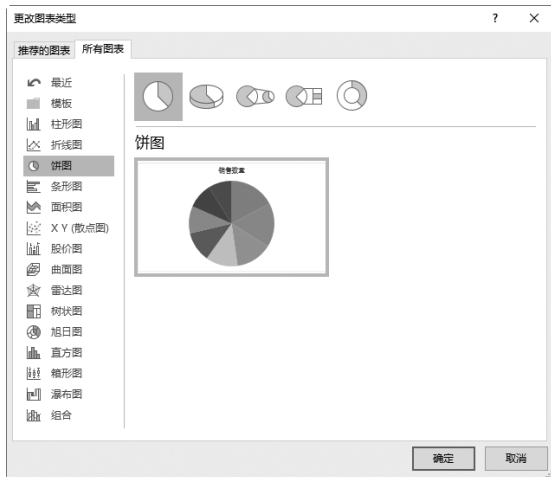 更改图表类型
? ×
推荐的图表 所有图表
最近
模板
柱形图
折线图
饼图
条形图
面积图
X Y (散点图)
股价图
曲面图
雷达图
树状图
旭日图
直方图
箱形图
瀑布图
组合
饼图
销售数量
确定 取消